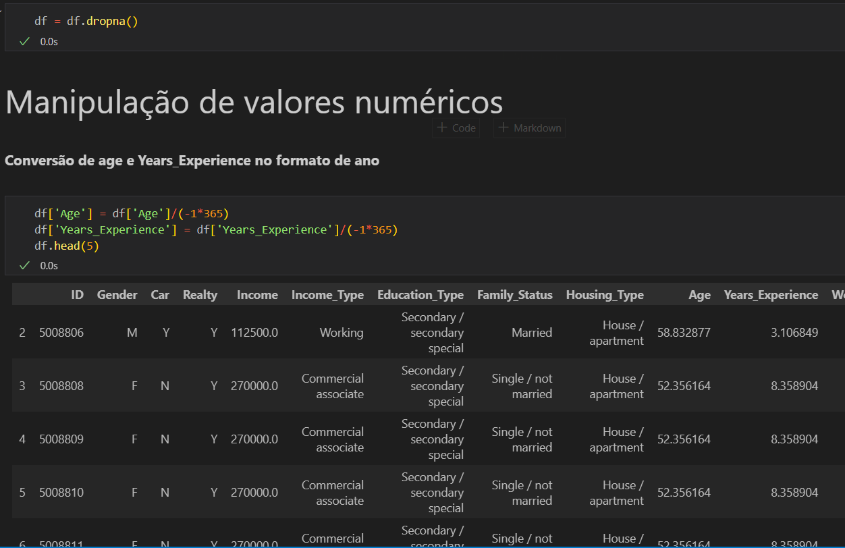 df = df.dropna()
0.0s
Manipulação de valores numéricos
+ Code + Markdown
Conversão de age e Years_Experience no formato de ano
df['Age'] = df['Age']/(-1*365)
df['Years_Experience'] = df['Years_Experience']/(-1*365)
df.head(5)
0.0s
ID Gender Car Realty Income Income_Type Education_Type Family_Status Housing_Type Age Years_Experience
2 5008806 M Y Y 112500.0 Working Secondary / secondary special Married House / apartment 58.832877 3.106849
3 5008808 F N Y 270000.0 Commercial associate Secondary / secondary special Single / not married House / apartment 52.356164 8.358904
4 5008809 F N Y 270000.0 Commercial associate Secondary / secondary special Single / not married House / apartment 52.356164 8.358904
5 5008810 F N Y 270000.0 Commercial associate Secondary / secondary special Single / not married House / apartment 52.356164 8.358904
6 5008811 F N Y 270000.0 Commercial Secondary / Single / not House / 52.356164 8.358904